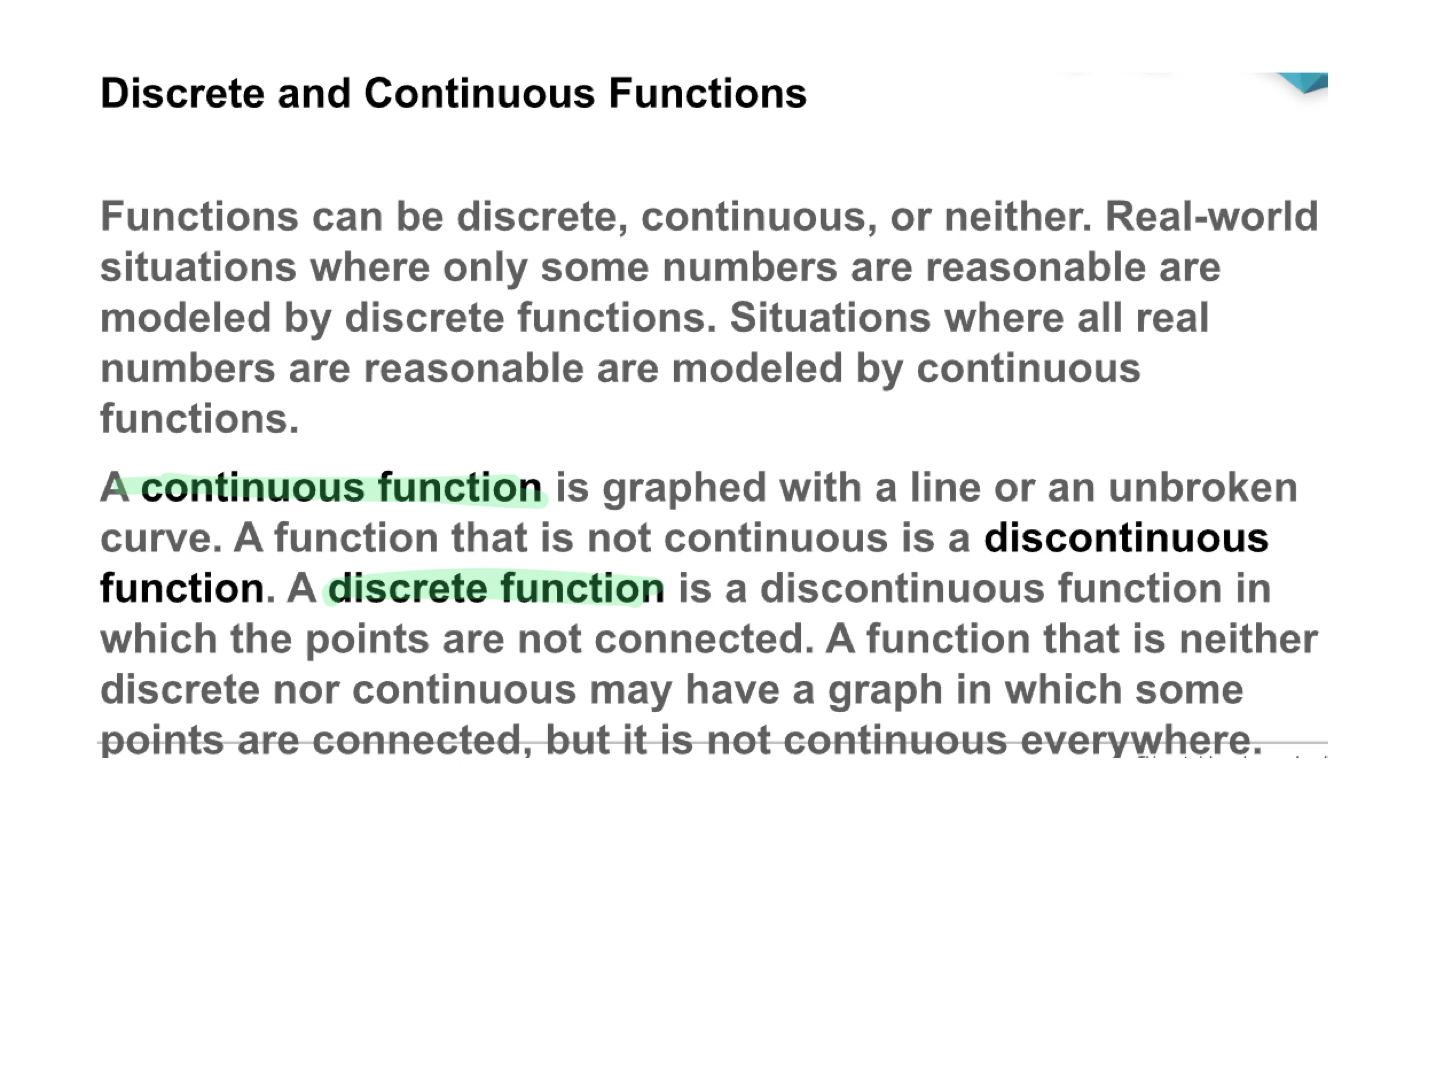 Discrete and Continuous Functions
Functions can be discrete, continuous, or neither. Real-world
situations where only some numbers are reasonable are
modeled by discrete functions. Situations where all real
numbers are reasonable are modeled by continuous
functions.
A continuous function is graphed with a line or an unbroken
curve. A function that is not continuous is a discontinuous
function. A discrete function is a discontinuous function in
which the points are not connected. A function that is neither
discrete nor continuous may have a graph in which some
points are connected, but it is not continuous everywhere.